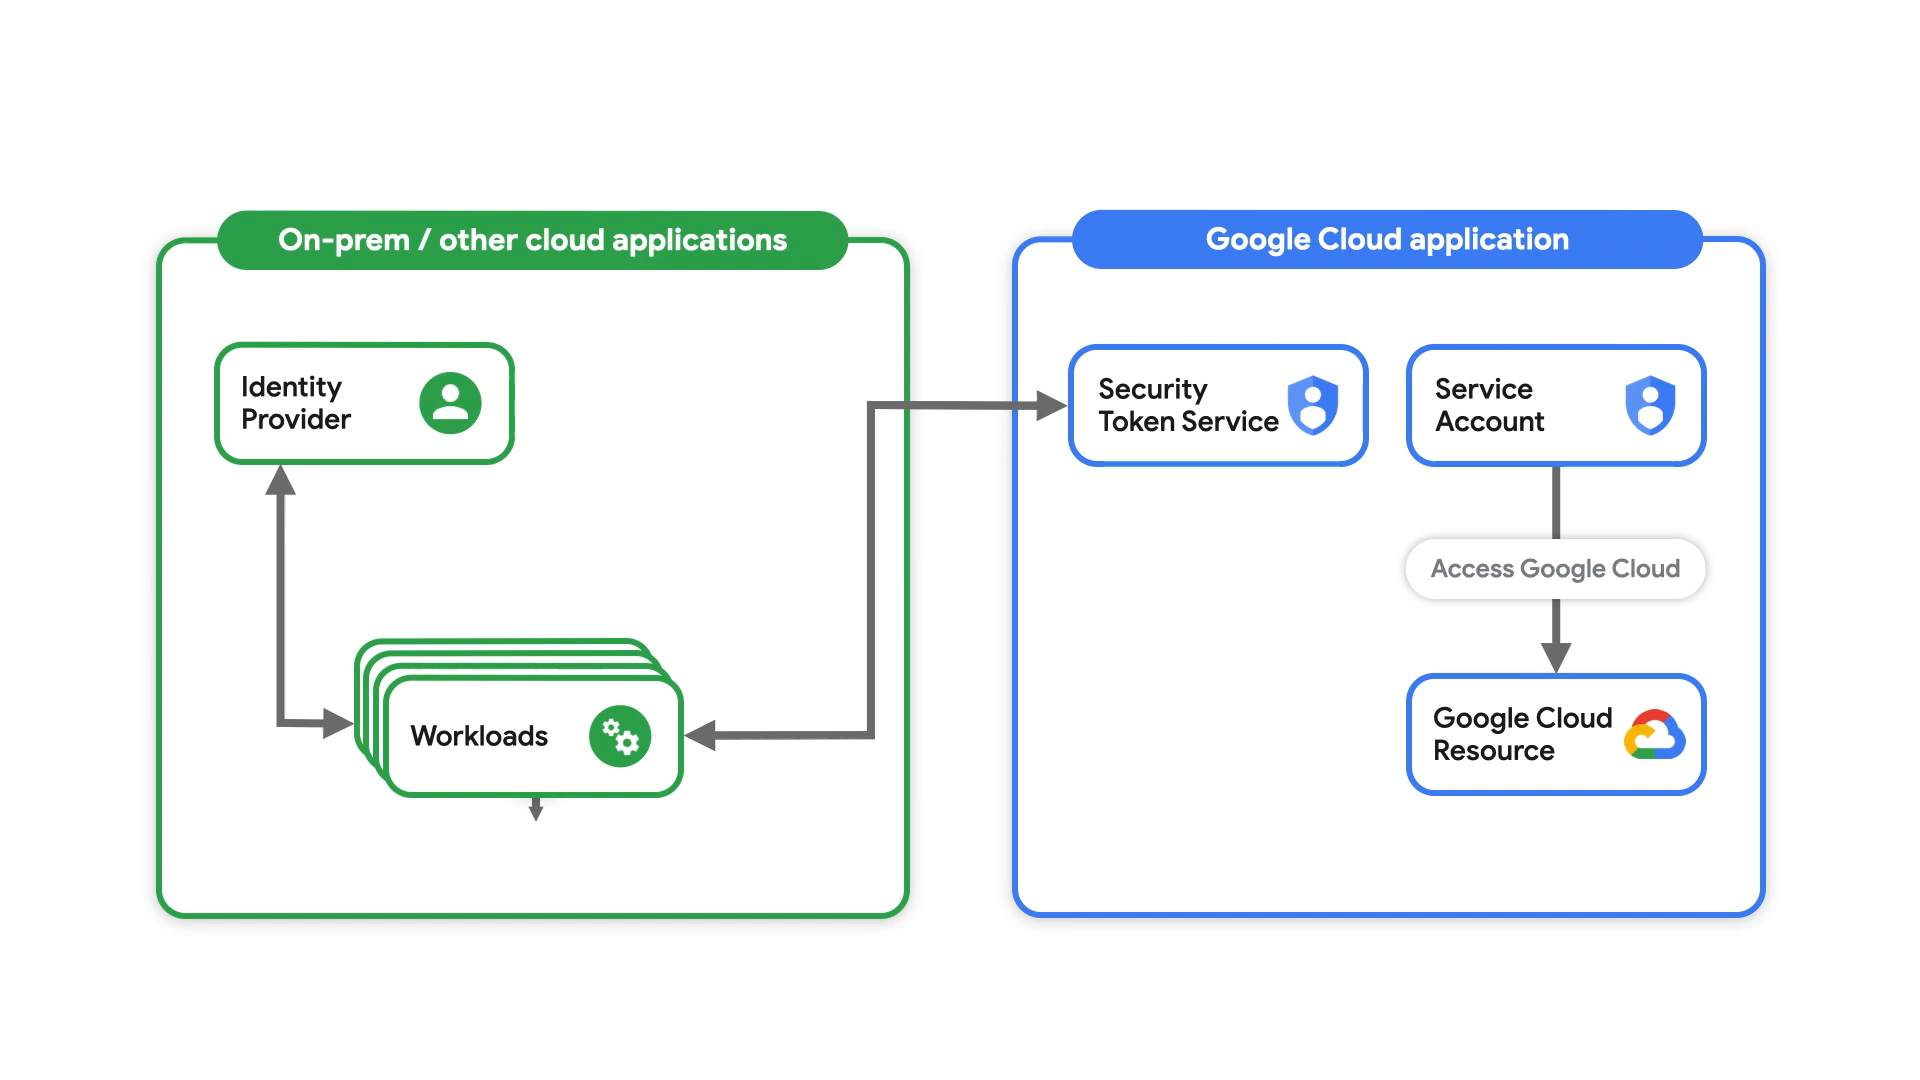 On-prem / other cloud applications
Google Cloud application
Identity
Provider
Security
Token Service
Service
Account
Access Google Cloud
Workloads
Google Cloud
Resource